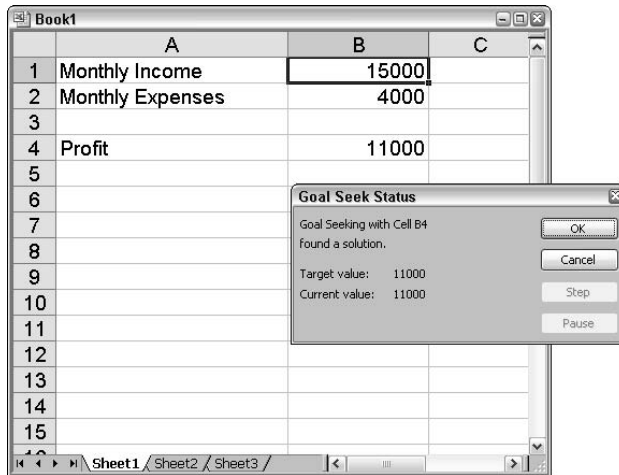 Book1
A B C
1 Monthly Income 15000
2 Monthly Expenses 4000
3
4 Profit 11000
5
6
7
8
9
10
11
12
13
14
15
Goal Seek Status
Goal Seeking with Cell B4
found a solution.
Target value: 11000
Current value: 11000
OK
Cancel
Step
Pause
Sheet1 / Sheet2 / Sheet3 /